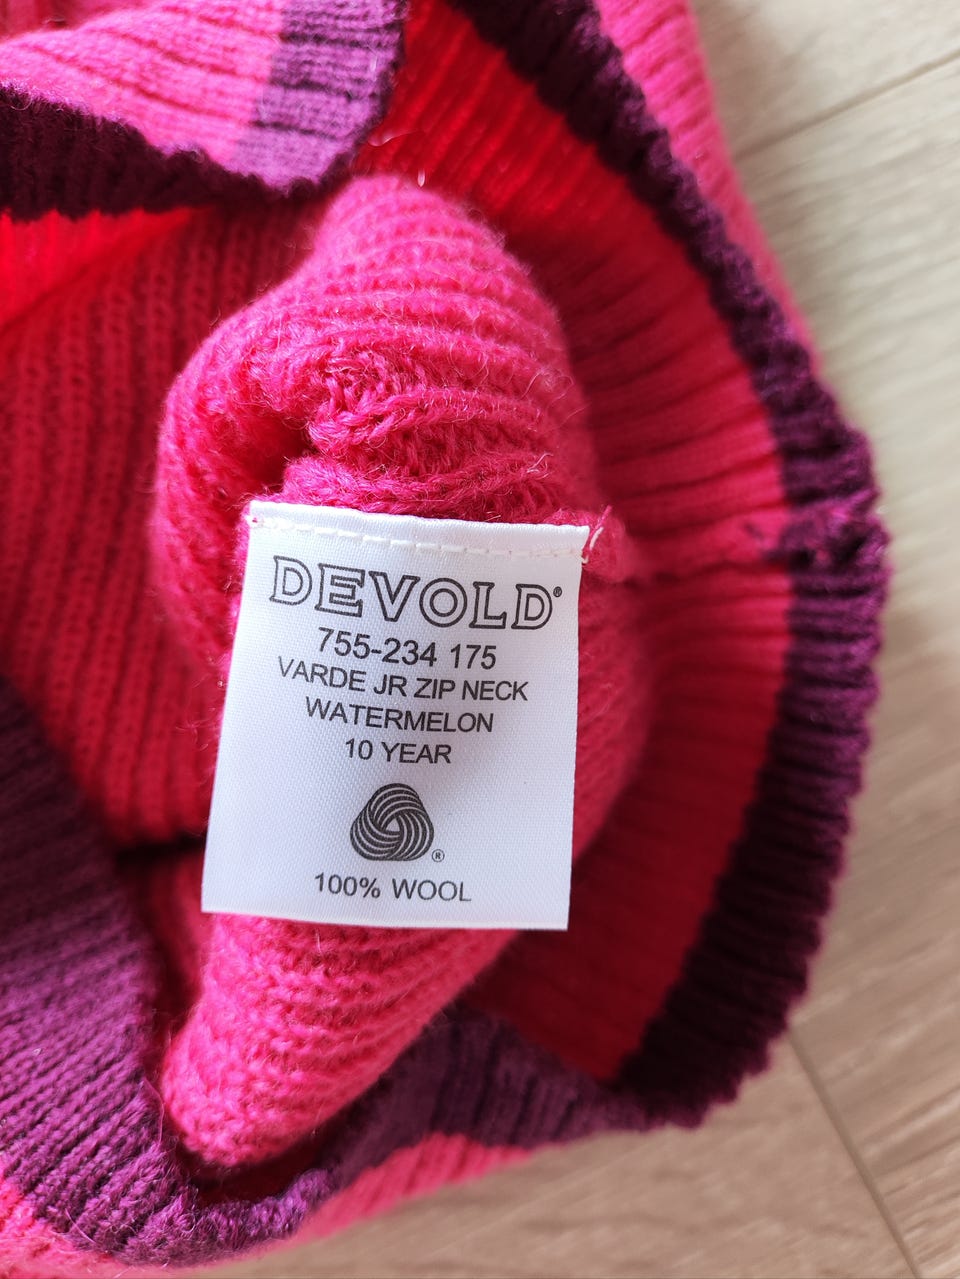 DEVOLD®
755-234 175
VARDE JR ZIP NECK
WATERMELON
10 YEAR
®
100% WOOL